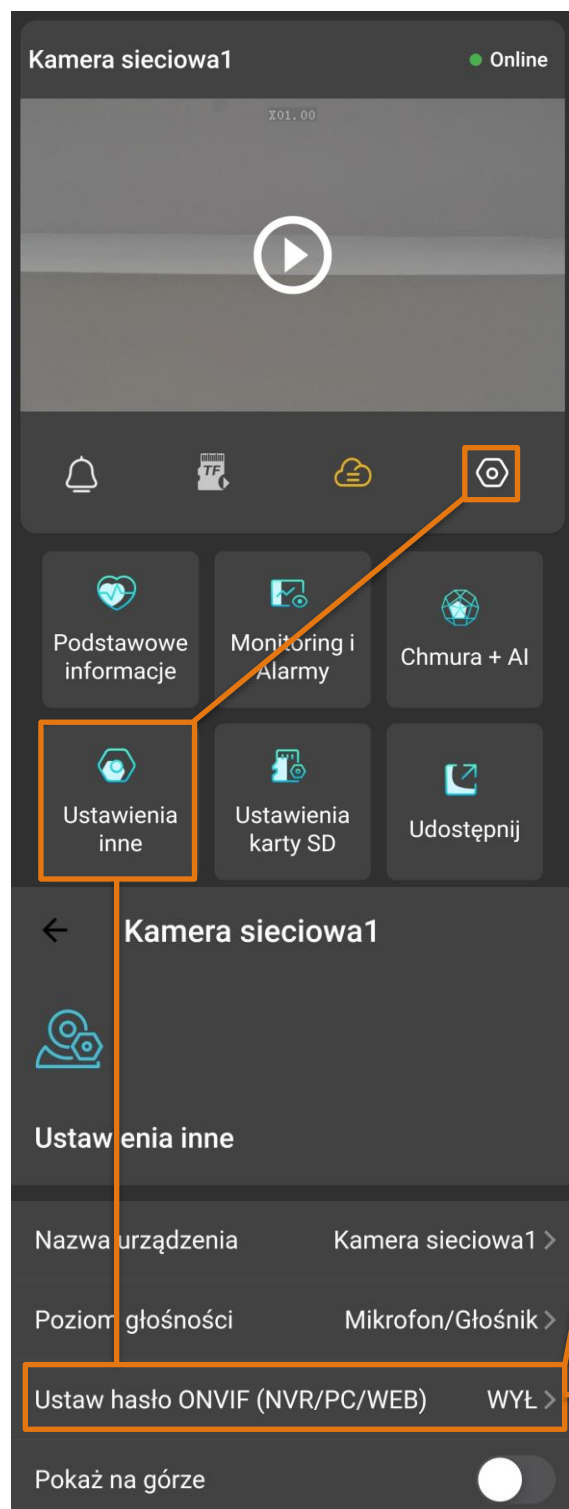 Kamera sieciowa1
Online
X01.00
TF
Podstawowe
informacje
Monitoring i
Alarmy
Chmura + AI
Ustawienia
inne
Ustawienia
karty SD
Udostępnij
Kamera sieciowa1
Ustawienia inne
Nazwa urządzenia
Kamera sieciowa1
Poziom głośności
Mikrofon/Głośnik
Ustaw hasło ONVIF (NVR/PC/WEB)
WYŁ
Pokaż na górze